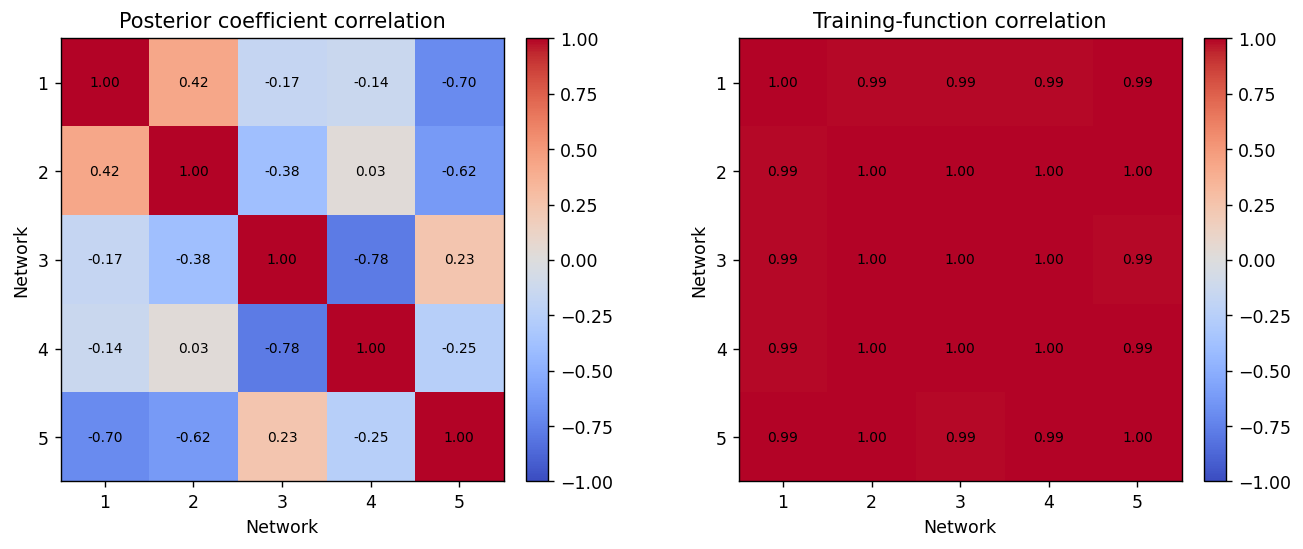 Posterior coefficient correlation
Network
1 1.00 0.42 -0.17 -0.14 -0.70
2 0.42 1.00 -0.38 0.03 -0.62
3 -0.17 -0.38 1.00 -0.78 0.23
4 -0.14 0.03 -0.78 1.00 -0.25
5 -0.70 -0.62 0.23 -0.25 1.00
1 2 3 4 5
Network
1.00
0.75
0.50
0.25
0.00
−0.25
−0.50
−0.75
−1.00
Training-function correlation
Network
1 1.00 0.99 0.99 0.99 0.99
2 0.99 1.00 1.00 1.00 1.00
3 0.99 1.00 1.00 1.00 0.99
4 0.99 1.00 1.00 1.00 0.99
5 0.99 1.00 0.99 0.99 1.00
1 2 3 4 5
Network
1.00
0.75
0.50
0.25
0.00
−0.25
−0.50
−0.75
−1.00